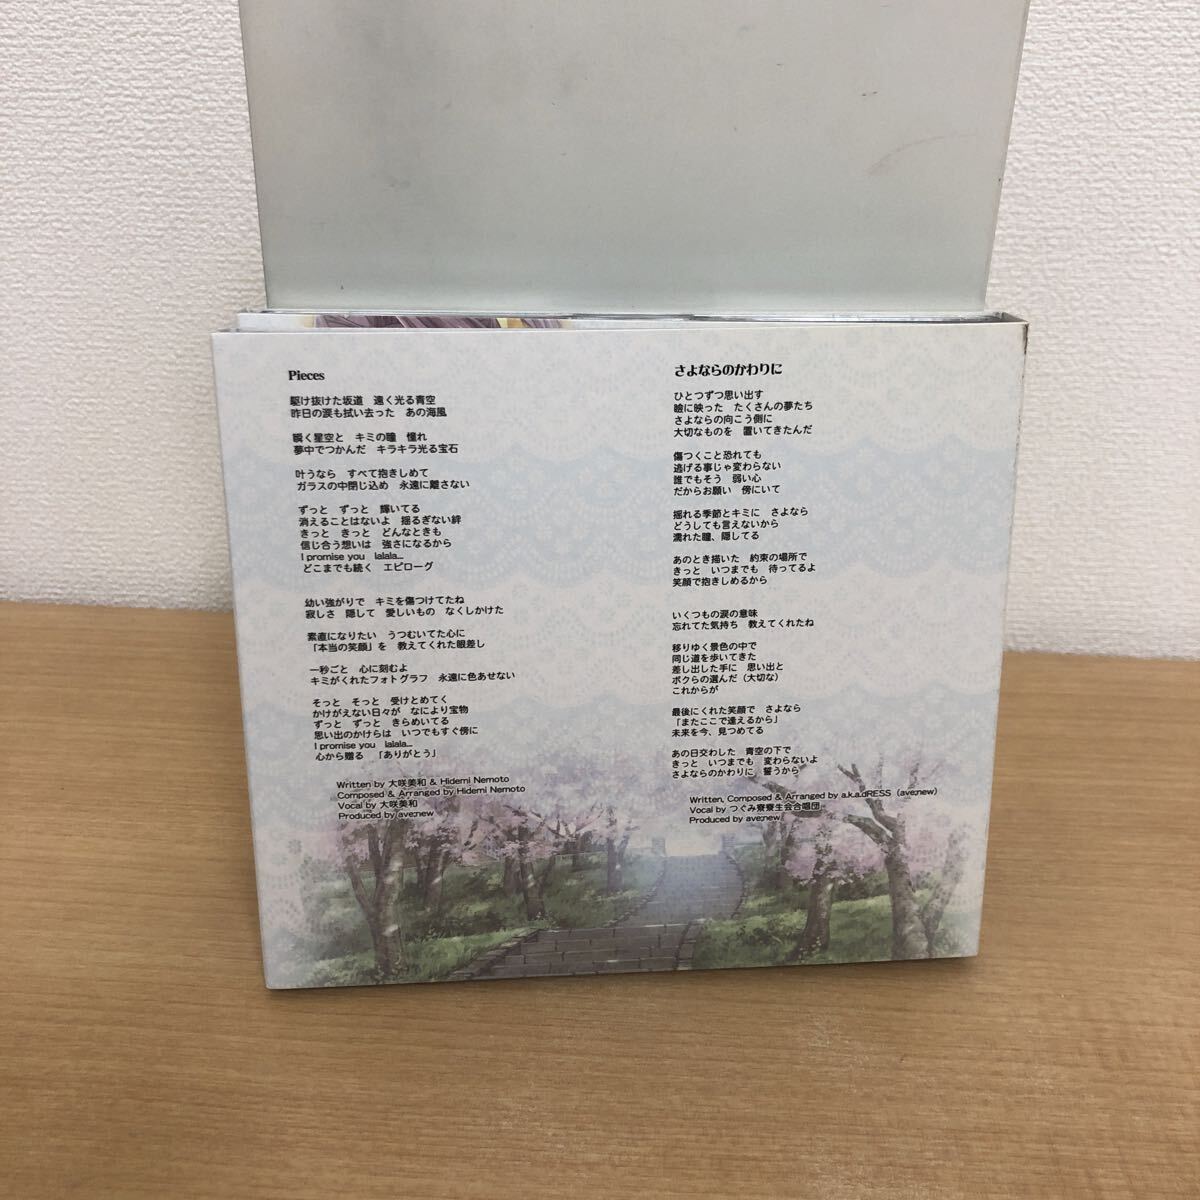 Pieces
駆け抜けた坂道　遠く光る青空
昨日の涙も拭い去った　あの海風
瞬く星空と　キミの瞳　憧れ
夢中でつかんだ　キラキラ光る宝石
叶うなら　すべて抱きしめて
ガラスの中閉じ込め　永遠に離さない
ずっと　ずっと　輝いてる
消えることはないよ　揺るぎない絆
きっと　きっと　どんなときも
信じ合う想いは　強さになるから
I promise you　lalala...
どこまでも続く　エピローグ
幼い強がりで　キミを傷つけてたね
寂しさ　隠して　愛しいもの　なくしかけた
素直になりたい　うつむいてた心に
「本当の笑顔」を　教えてくれた眼差し
一秒ごと　心に刻むよ
キミがくれたフォトグラフ　永遠に色あせない
そっと　そっと　受けとめてく
かけがえない日々が　なにより宝物
ずっと　ずっと　きらめいてる
思い出のかけらは　いつでもすぐ傍に
I promise you　lalala...
心から贈る　「ありがとう」
Written by 大咲美和 & Hidemi Nemoto
Composed & Arranged by Hidemi Nemoto
Vocal by 大咲美和
Produced by ave;new
さよならのかわりに
ひとつずつ思い出す
瞼に映った　たくさんの夢たち
さよならの向こう側に
大切なものを　置いてきたんだ
傷つくこと恐れても
逃げる事じゃ変わらない
誰でもそう　弱い心
だからお願い　傍にいて
揺れる季節とキミに　さよなら
どうしても言えないから
濡れた瞳、隠してる
あのとき描いた　約束の場所で
きっと　いつまでも　待ってるよ
笑顔で抱きしめるから
いくつもの涙の意味
忘れてた気持ち　教えてくれたね
移りゆく景色の中で
同じ道を歩いてきた
差し出した手に　思い出と
ボクらの選んだ（大切な）
これからが
最後にくれた笑顔で　さよなら
「またここで逢えるから」
未来を今、見つめてる
あの日交わした　青空の下で
きっと　いつまでも　変わらないよ
さよならのかわりに　誓うから
Written, Composed & Arranged by a.k.a.dRESS（ave;new）
Vocal by つぐみ寮寮生会合唱団
Produced by ave;new